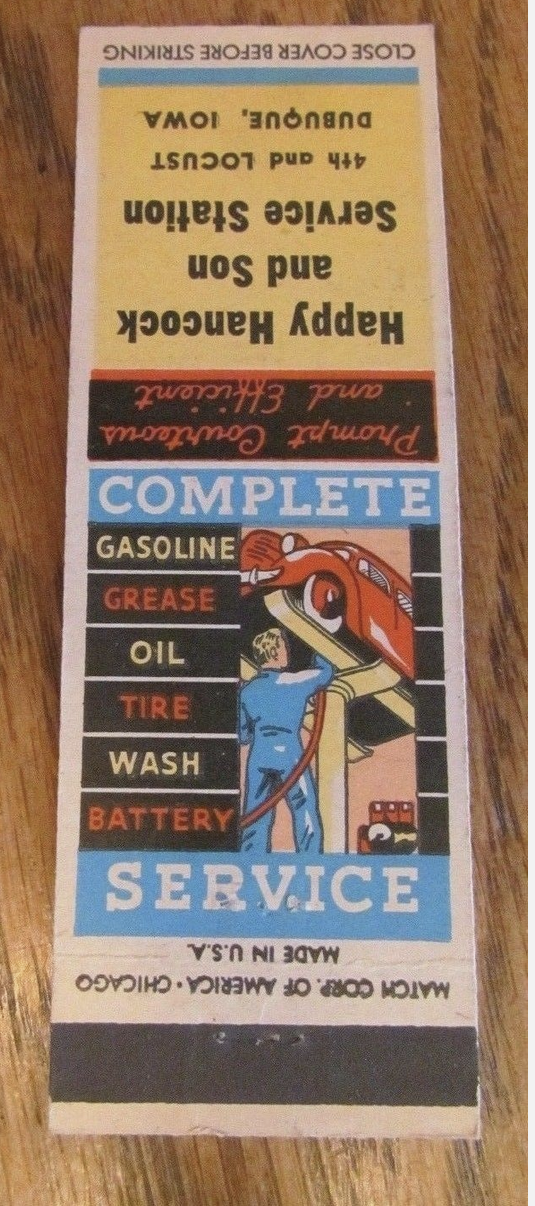 CLOSE COVER BEFORE STRIKING
Happy Hancock
and Son
Service Station
4th and LOCUST
DUBUQUE, IOWA
Prompt Courteous
and Efficient
COMPLETE
GASOLINE
GREASE
OIL
TIRE
WASH
BATTERY
SERVICE
MATCH CORP. OF AMERICA • CHICAGO
MADE IN U.S.A.